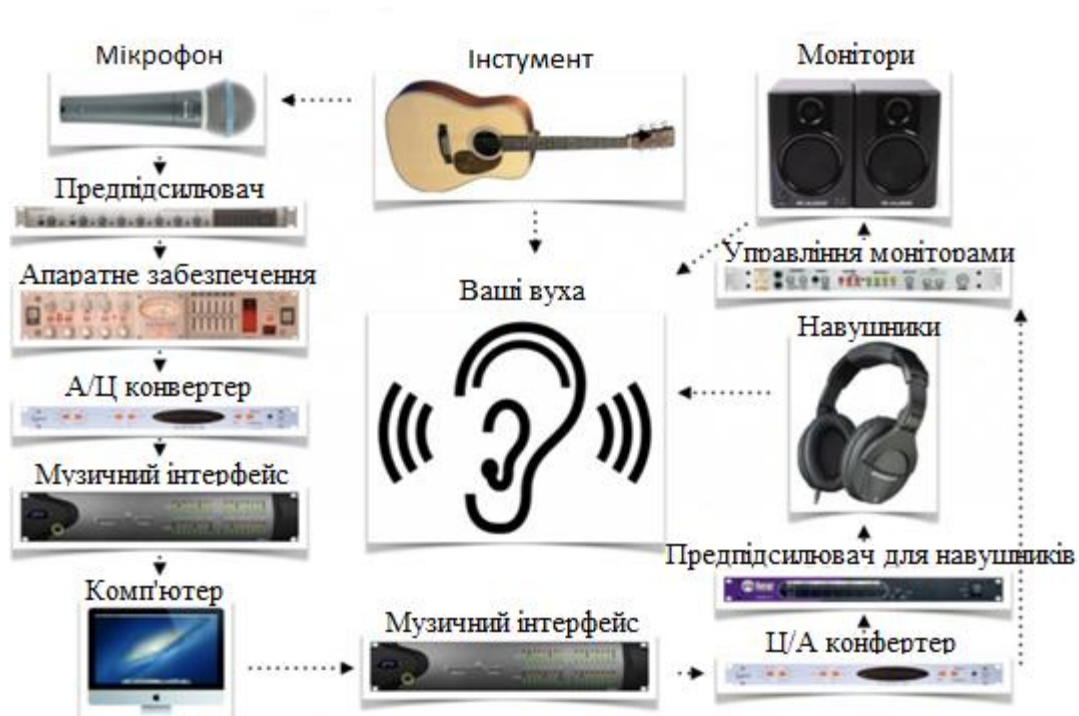 Мікрофон
Інстумент
Монітори
Предпідсилювач
Апаратне забезпечення
А/Ц конвертер
Музичний інтерфейс
Комп'ютер
Ваші вуха
Управління моніторами
Навушники
Предпідсилювач для навушників
Музичний інтерфейс
Ц/А конфертер